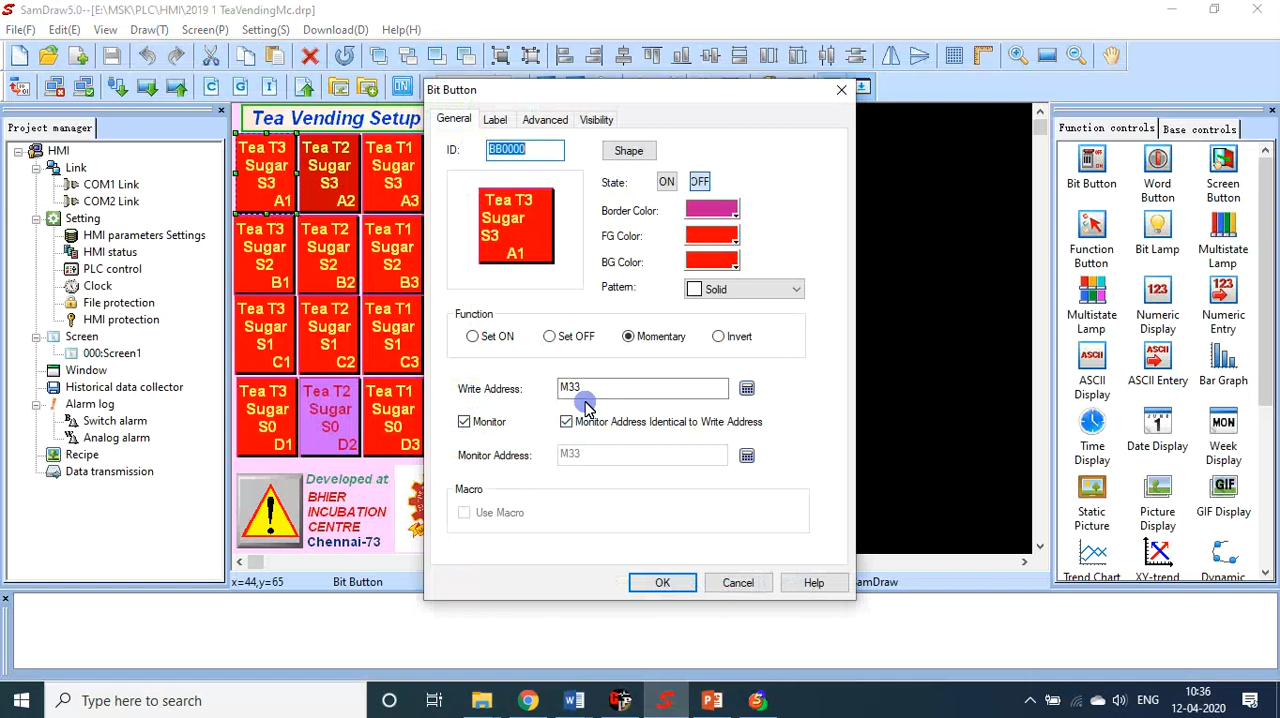 SamDraw5.0--[E:\MSK\PLC\HMI\2019 1 TeaVendingMc.drp]
File(F) Edit(E) View Draw(T) Screen(P) Setting(S) Download(D) Help(H)
Project manager
HMI
Link
COM1 Link
COM2 Link
Setting
HMI parameters Settings
HMI status
PLC control
Clock
File protection
HMI protection
Screen
000:Screen1
Window
Historical data collector
Alarm log
Switch alarm
Analog alarm
Recipe
Data transmission
Tea Vending Setup
Tea T3 Sugar S3 A1
Tea T2 Sugar S3 A2
Tea T1
Tea T3 Sugar S2 B1
Tea T2 Sugar S2 B2
Tea T1 Sugar S2 B3
Tea T3 Sugar S1 C1
Tea T2 Sugar S1 C2
Tea T1 Sugar S1 C3
Tea T3 Sugar S0 D1
Tea T2 Sugar S0 D2
Tea T1 Sugar S0 D3
Developed at
BHIER
INCUBATION
CENTRE
Chennai-73
x=44,y=65 Bit Button
Bit Button
General Label Advanced Visibility
ID: BB0000 Shape
Tea T3
Sugar
S3
A1
State: ON OFF
Border Color:
FG Color:
BG Color:
Pattern: Solid
Function
Set ON Set OFF Momentary Invert
Write Address: M33
Monitor Monitor Address Identical to Write Address
Monitor Address: M33
Macro
Use Macro
OK Cancel Help
Function controls Base controls
Bit Button Word Button Screen Button
Function Button Bit Lamp Multistate Lamp
Multistate Lamp Numeric Display Numeric Entry
ASCII Display ASCII Entery Bar Graph
Time Display Date Display Week Display
Static Picture Picture Display GIF Display
Trend Chart XY-trend Dynamic
Type here to search
ENG
10:36
12-04-2020